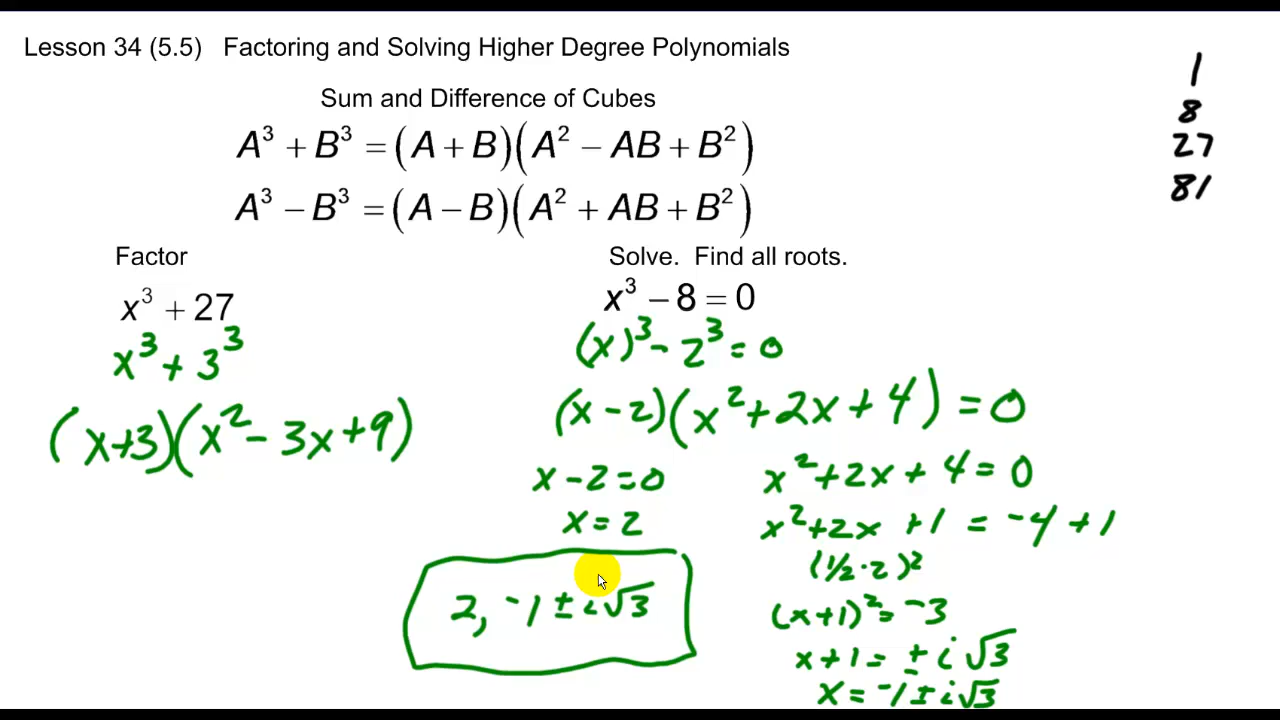 Lesson 34 (5.5) Factoring and Solving Higher Degree Polynomials
1
8
27
81
Sum and Difference of Cubes
A³ + B³ = (A + B)(A² − AB + B²)
A³ − B³ = (A − B)(A² + AB + B²)
Factor
x³ + 27
x³ + 3³
(x+3)(x² − 3x + 9)
Solve. Find all roots.
x³ − 8 = 0
(x)³ − 2³ = 0
(x − 2)(x² + 2x + 4) = 0
x − 2 = 0
x = 2
x² + 2x + 4 = 0
x² + 2x + 1 = −4 + 1
(1/2 · 2)²
(x+1)² = −3
x + 1 = ± i √3
x = −1 ± i √3
2, −1 ± i √3